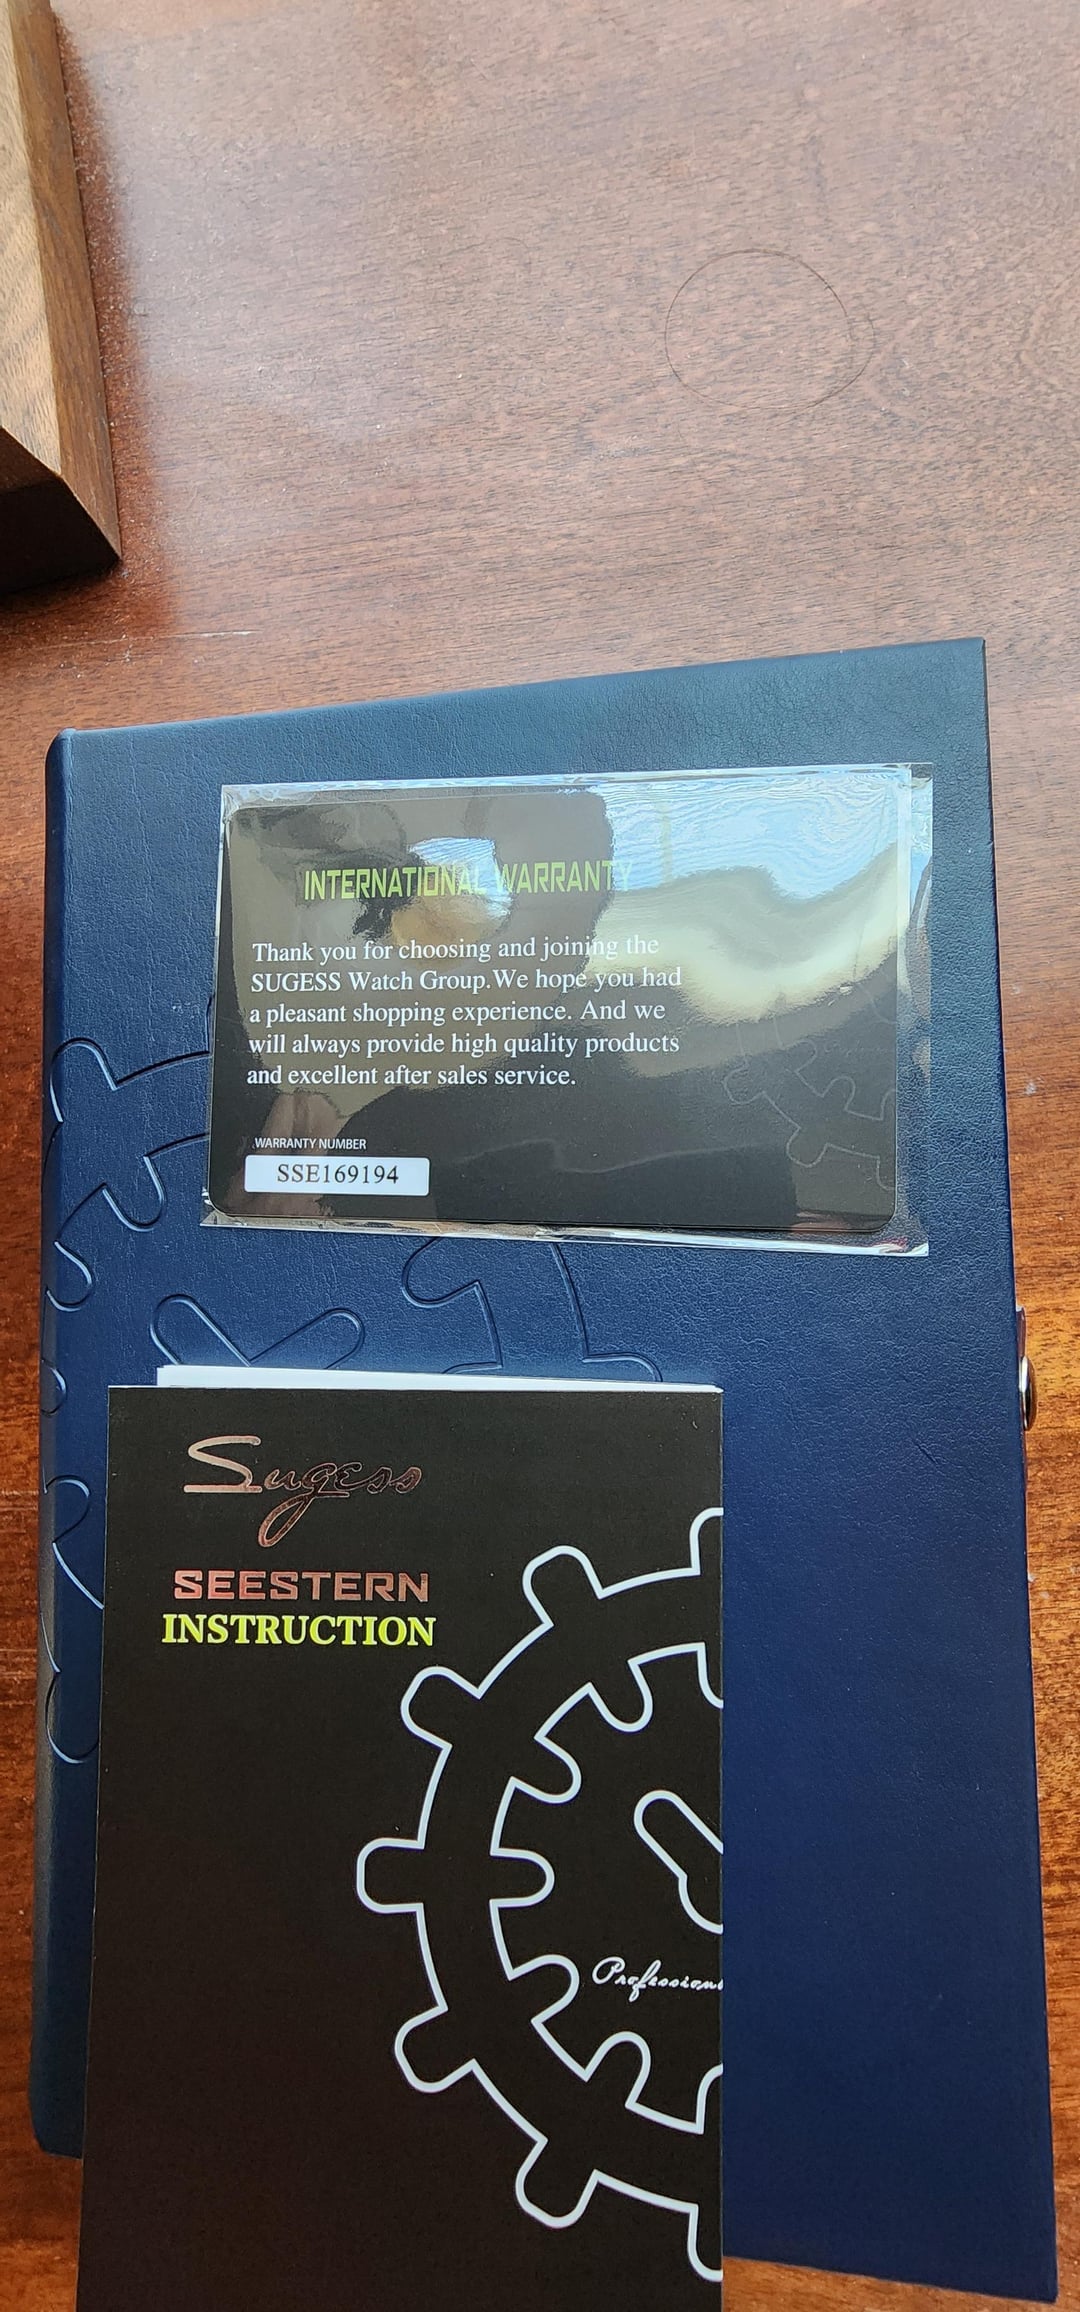 INTERNATIONAL WARRANTY
Thank you for choosing and joining the
SUGESS Watch Group.We hope you had
a pleasant shopping experience. And we
will always provide high quality products
and excellent after sales service.
WARRANTY NUMBER
SSE169194
Sugess
SEESTERN
INSTRUCTION